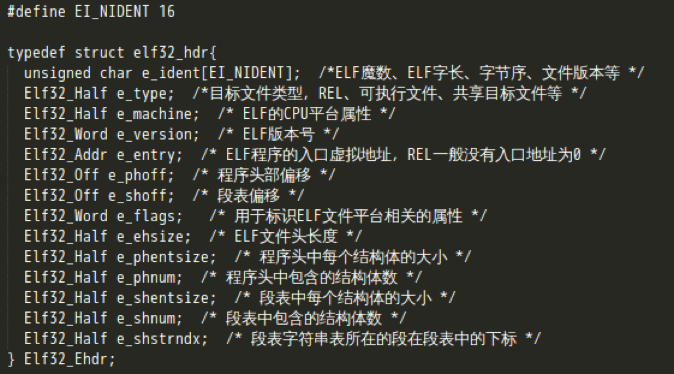 #define EI_NIDENT 16

typedef struct elf32_hdr{
  unsigned char e_ident[EI_NIDENT];  /*ELF魔数、ELF字长、字节序、文件版本等 */
  Elf32_Half e_type;  /*目标文件类型, REL、可执行文件、共享目标文件等 */
  Elf32_Half e_machine;  /* ELF的CPU平台属性 */
  Elf32_Word e_version;  /* ELF版本号 */
  Elf32_Addr e_entry;  /* ELF程序的入口虚拟地址, REL一般没有入口地址为0 */
  Elf32_Off e_phoff;  /* 程序头部偏移 */
  Elf32_Off e_shoff;  /* 段表偏移 */
  Elf32_Word e_flags;   /* 用于标识ELF文件平台相关的属性 */
  Elf32_Half e_ehsize;  /* ELF文件头长度 */
  Elf32_Half e_phentsize;  /* 程序头中每个结构体的大小 */
  Elf32_Half e_phnum;  /* 程序头中包含的结构体数 */
  Elf32_Half e_shentsize;  /* 段表中每个结构体的大小 */
  Elf32_Half e_shnum;  /* 段表中包含的结构体数 */
  Elf32_Half e_shstrndx;  /* 段表字符串表所在的段在段表中的下标 */
} Elf32_Ehdr;